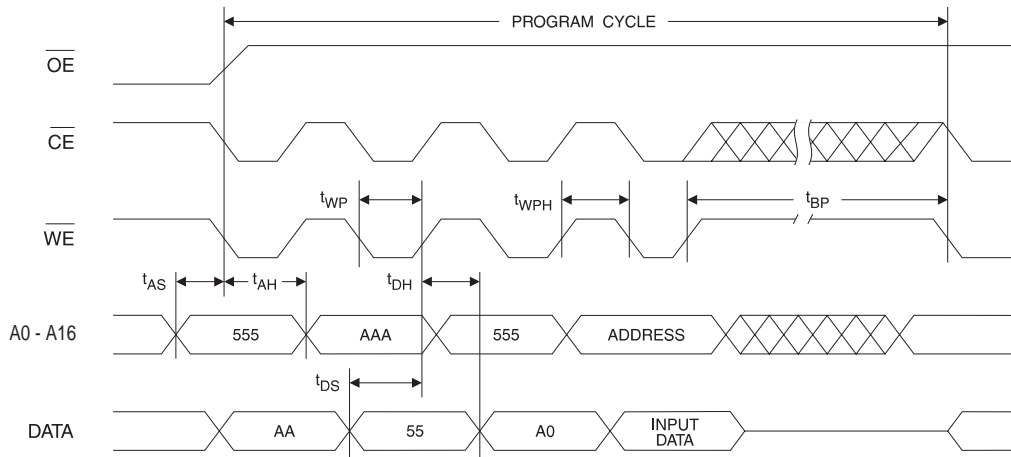 PROGRAM CYCLE
OE
CE
tWP
tWPH
tBP
WE
tAS
tAH
tDH
A0 - A16
555
AAA
555
ADDRESS
tDS
DATA
AA
55
A0
INPUT
DATA